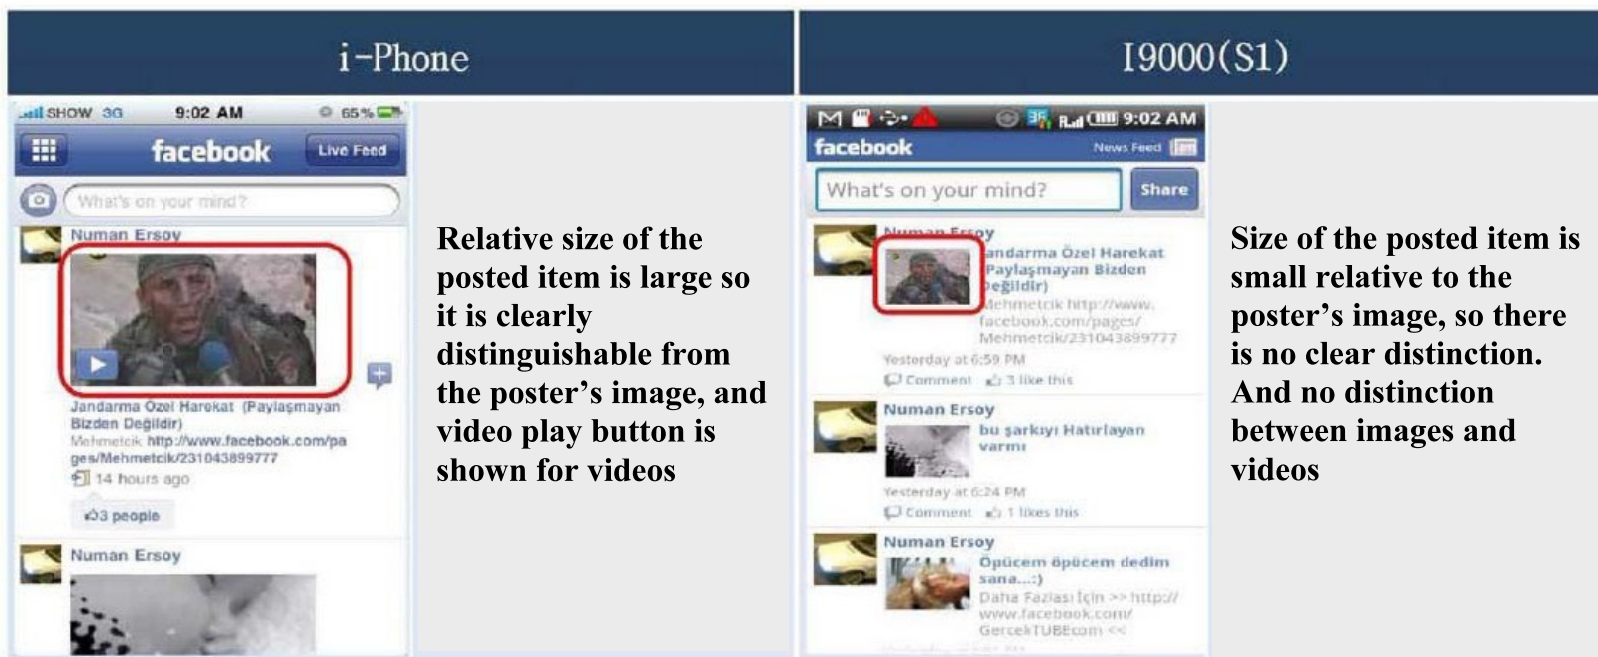 i-Phone
I9000(S1)
SHOW 3G 9:02 AM 65%
facebook Live Feed
What's on your mind?
Numan Ersoy
Jandarma Özel Harekat (Paylaşmayan
Bizden Değildir)
Mehmetcik http://www.facebook.com/pa
ges/Mehmetcik/231043899777
14 hours ago
3 people
Numan Ersoy
Relative size of the
posted item is large so
it is clearly
distinguishable from
the poster's image, and
video play button is
shown for videos
9:02 AM
facebook News Feed
What's on your mind? Share
Numan Ersoy
andarma Özel Harekat
(Paylaşmayan Bizden
Değildir)
Mehmetcik http://www.
facebook.com/pages/
Mehmetcik/231043899777
Yesterday at 6:59 PM
Comment 3 like this
Numan Ersoy
bu şarkıyı Hatırlayan
varmı
Yesterday at 6:24 PM
Comment 1 likes this
Numan Ersoy
Öpücem öpücem dedim
sana...:)
Daha Fazlası İçin >> http://
www.facebook.com/
GercekTUBEcom <<
Size of the posted item is
small relative to the
poster's image, so there
is no clear distinction.
And no distinction
between images and
videos